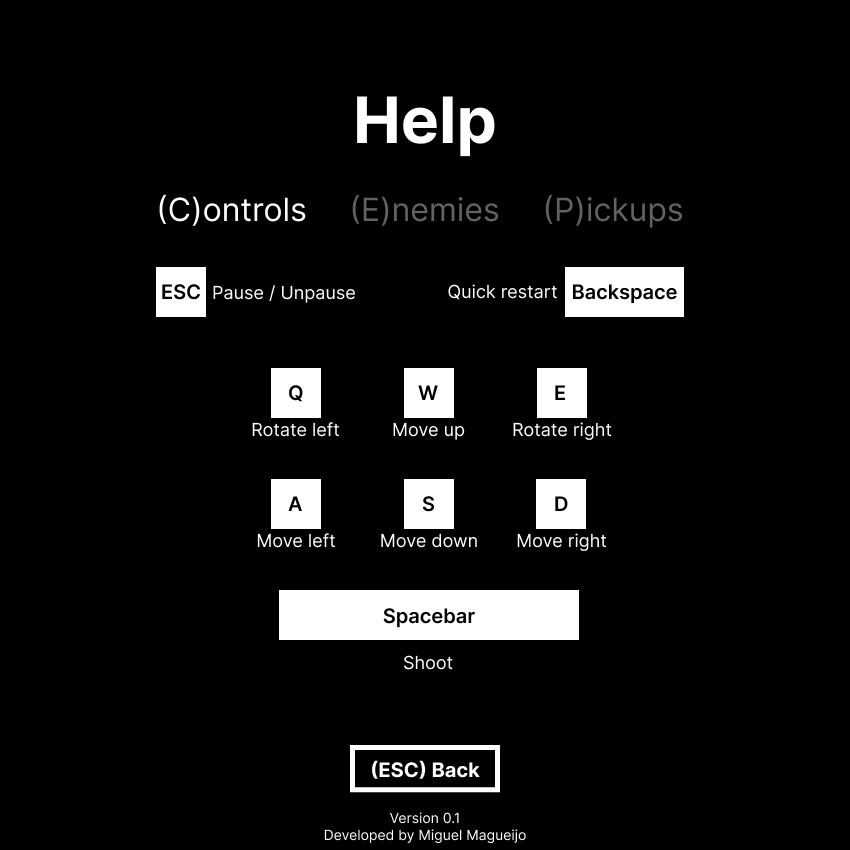 Help
(C)ontrols (E)nemies (P)ickups
ESC Pause / Unpause Quick restart Backspace
Q W E
Rotate left Move up Rotate right
A S D
Move left Move down Move right
Spacebar
Shoot
(ESC) Back
Version 0.1
Developed by Miguel Magueijo